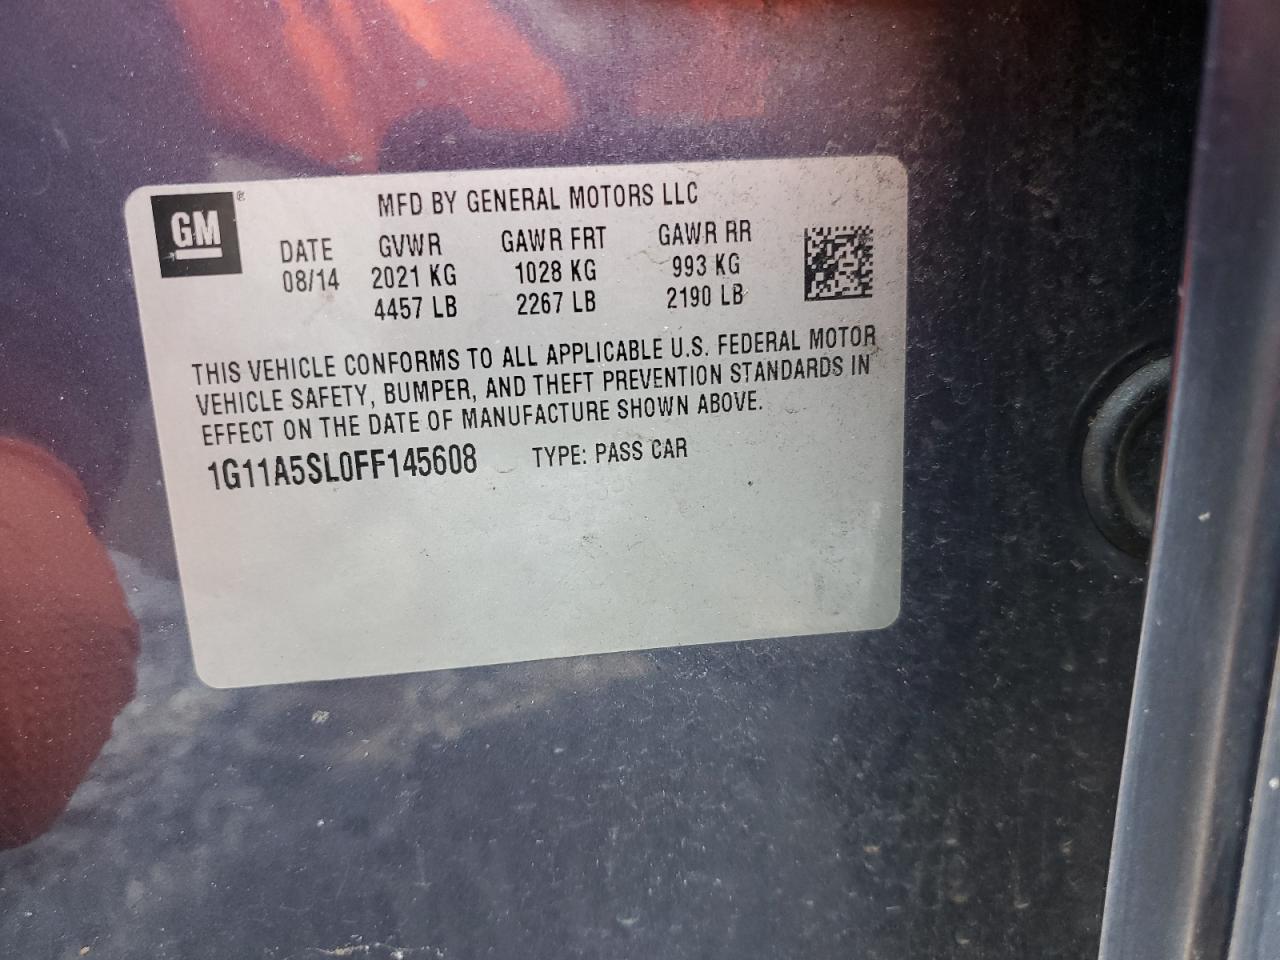 GM®
MFD BY GENERAL MOTORS LLC
DATE GVWR GAWR FRT GAWR RR
08/14 2021 KG 1028 KG 993 KG
4457 LB 2267 LB 2190 LB
THIS VEHICLE CONFORMS TO ALL APPLICABLE U.S. FEDERAL MOTOR
VEHICLE SAFETY, BUMPER, AND THEFT PREVENTION STANDARDS IN
EFFECT ON THE DATE OF MANUFACTURE SHOWN ABOVE.
1G11A5SL0FF145608 TYPE: PASS CAR